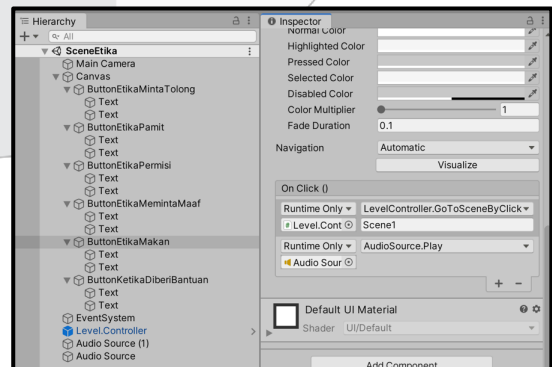 Hierarchy
All
SceneEtika
Main Camera
Canvas
ButtonEtikaMintaTolong
Text
Text
ButtonEtikaPamit
Text
Text
ButtonEtikaPermisi
Text
Text
ButtonEtikaMemintaMaaf
Text
Text
ButtonEtikaMakan
Text
Text
ButtonKetikaDiberiBantuan
Text
Text
EventSystem
Level.Controller
Audio Source (1)
Audio Source
Inspector
Normal Color
Highlighted Color
Pressed Color
Selected Color
Disabled Color
Color Multiplier 1
Fade Duration 0.1
Navigation Automatic
Visualize
On Click ()
Runtime Only LevelController.GoToSceneByClick
Level.Cont Scene1
Runtime Only AudioSource.Play
Audio Sour
Default UI Material
Shader UI/Default
Add Component